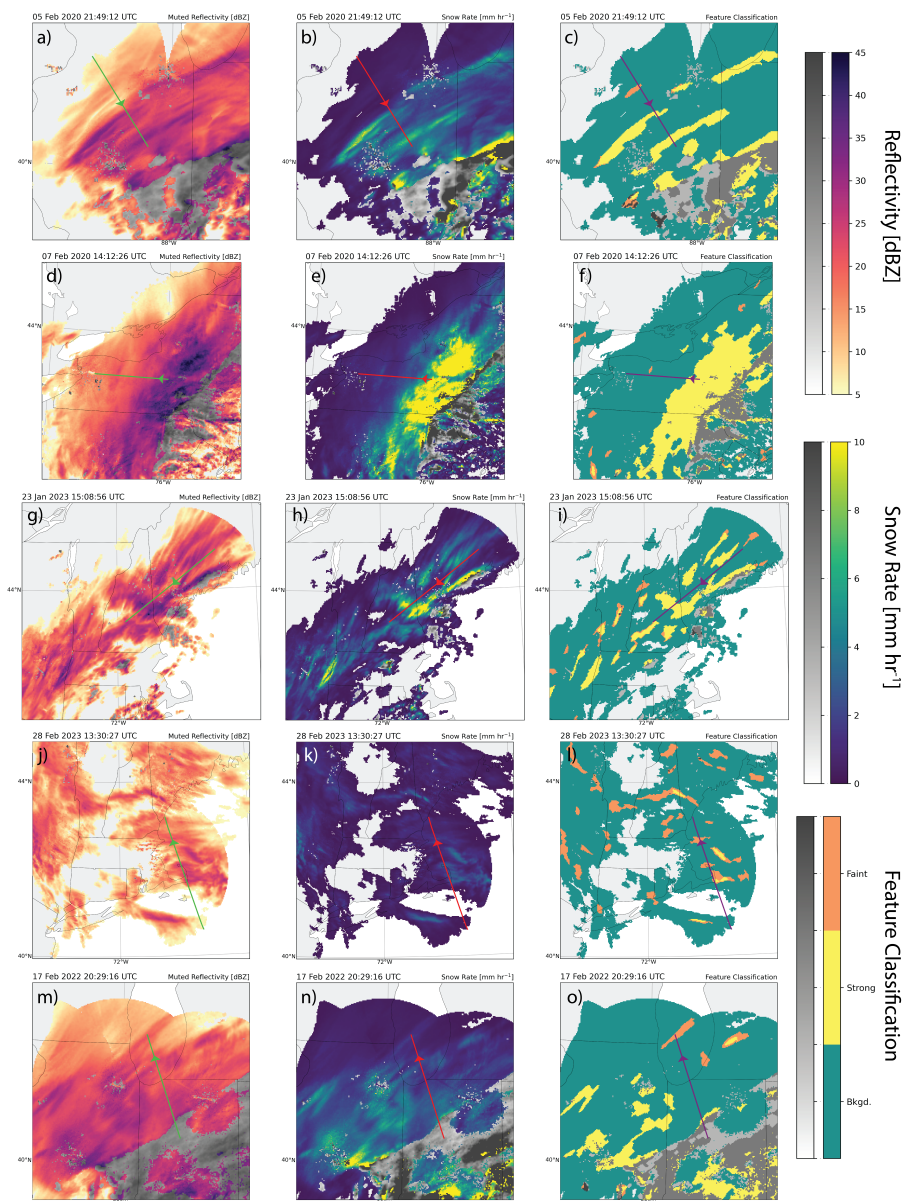 05 Feb 2020 21:49:12 UTC Muted Reflectivity [dBZ]
a)
40°N
05 Feb 2020 21:49:12 UTC Snow Rate [mm hr⁻¹]
b)
40°N
88°W
05 Feb 2020 21:49:12 UTC Feature Classification
c)
40°N
88°W
88°W
07 Feb 2020 14:12:26 UTC Muted Reflectivity [dBZ]
d)
44°N
76°W
07 Feb 2020 14:12:26 UTC Snow Rate [mm hr⁻¹]
e)
44°N
76°W
07 Feb 2020 14:12:26 UTC Feature Classification
f)
44°N
76°W
23 Jan 2023 15:08:56 UTC Muted Reflectivity [dBZ]
g)
44°N
72°W
23 Jan 2023 15:08:56 UTC Snow Rate [mm hr⁻¹]
h)
44°N
72°W
23 Jan 2023 15:08:56 UTC Feature Classification
i)
44°N
72°W
28 Feb 2023 13:30:27 UTC Muted Reflectivity [dBZ]
j)
44°N
40°N
72°W
28 Feb 2023 13:30:27 UTC Snow Rate [mm hr⁻¹]
k)
44°N
40°N
72°W
28 Feb 2023 13:30:27 UTC Feature Classification
l)
44°N
40°N
72°W
17 Feb 2022 20:29:16 UTC Muted Reflectivity [dBZ]
m)
40°N
17 Feb 2022 20:29:16 UTC Snow Rate [mm hr⁻¹]
n)
40°N
17 Feb 2022 20:29:16 UTC Feature Classification
o)
40°N
45
40
35
30
25
20
15
10
5
Reflectivity [dBZ]
10
8
6
4
2
0
Snow Rate [mm hr⁻¹]
Faint
Strong
Bkgd.
Feature Classification